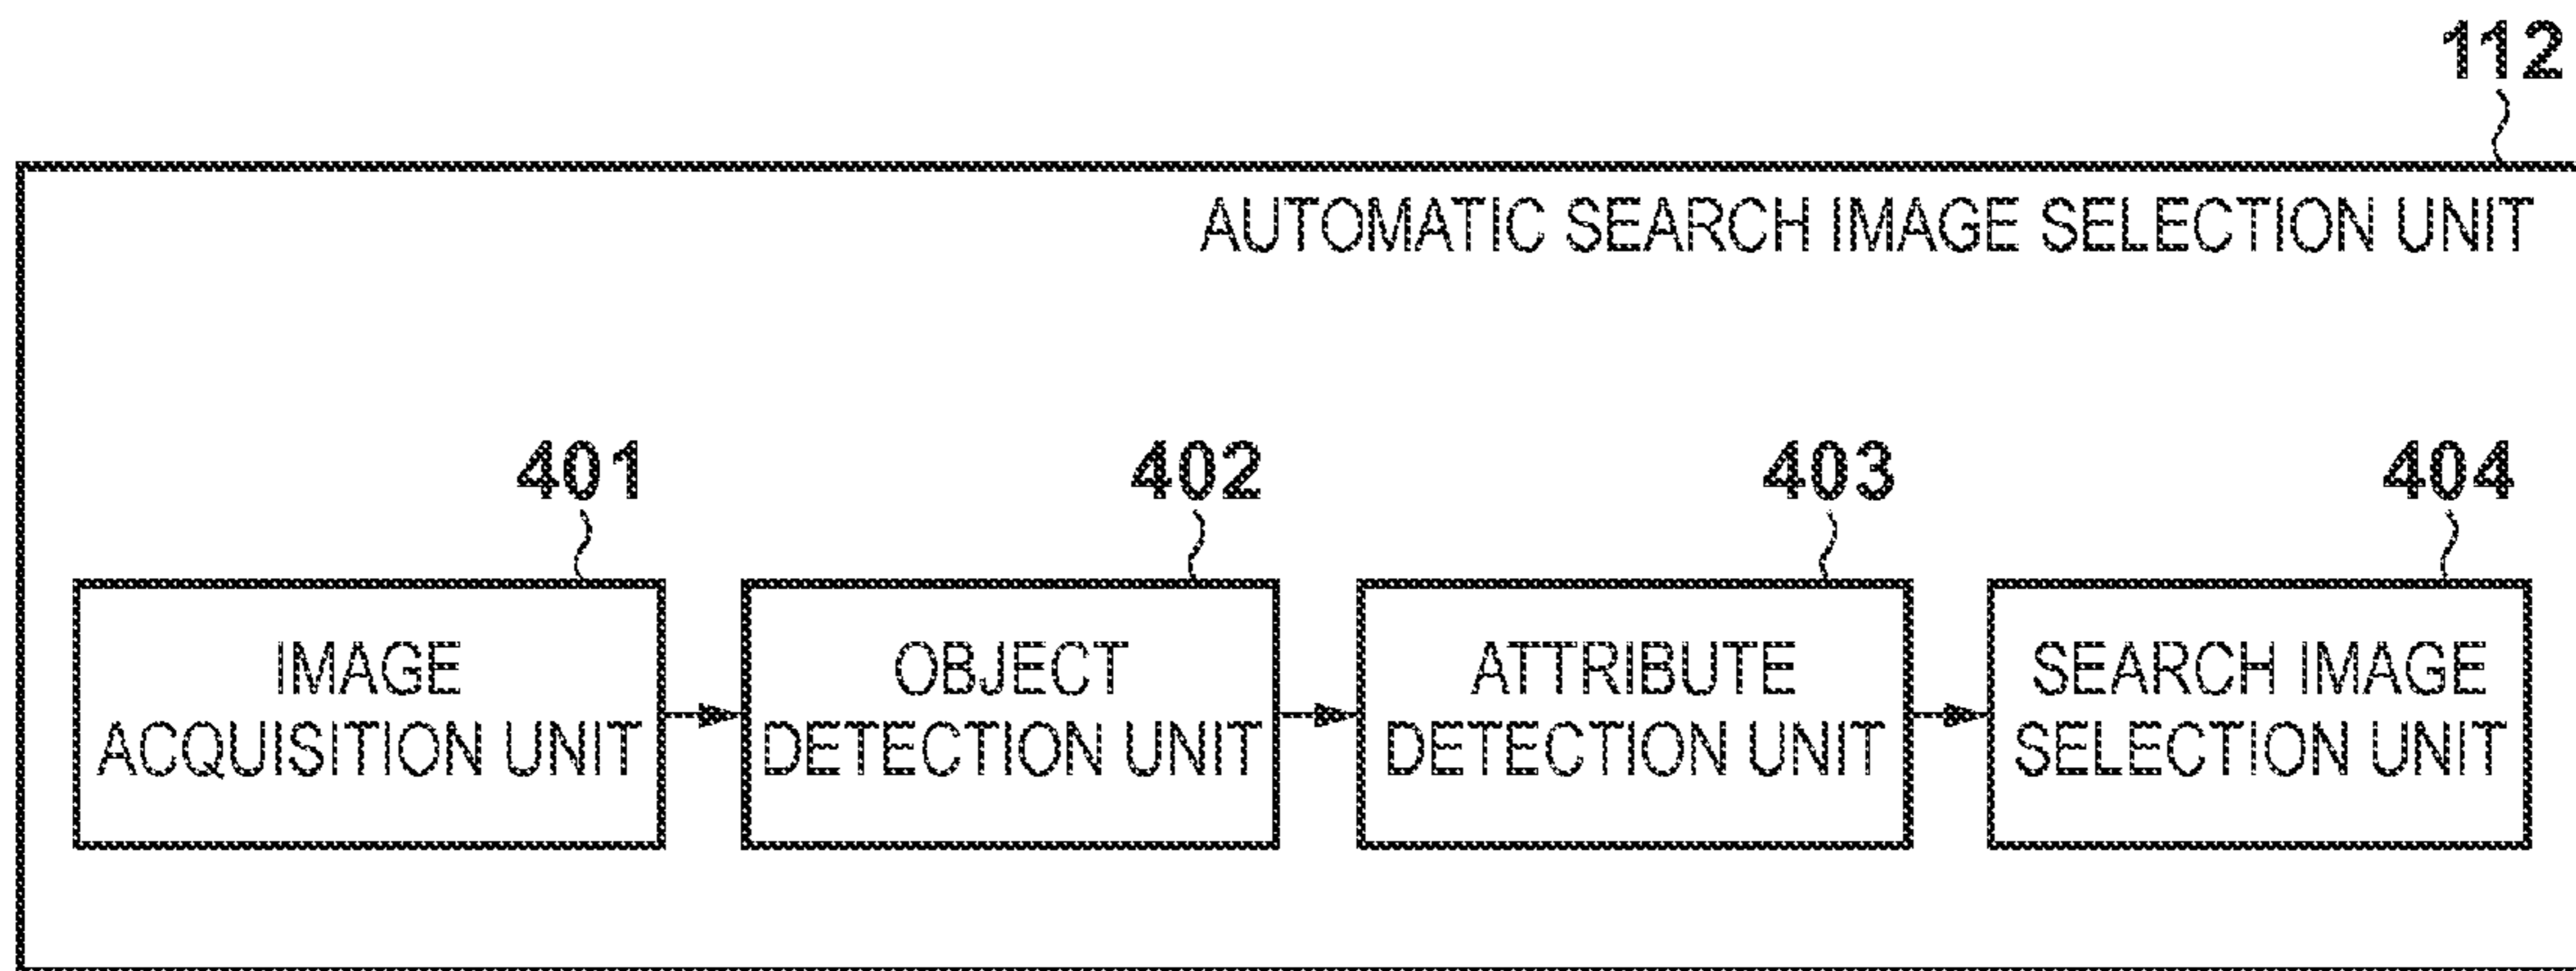 112
AUTOMATIC SEARCH IMAGE SELECTION UNIT
401
402
403
404
IMAGE
ACQUISITION UNIT
OBJECT
DETECTION UNIT
ATTRIBUTE
DETECTION UNIT
SEARCH IMAGE
SELECTION UNIT